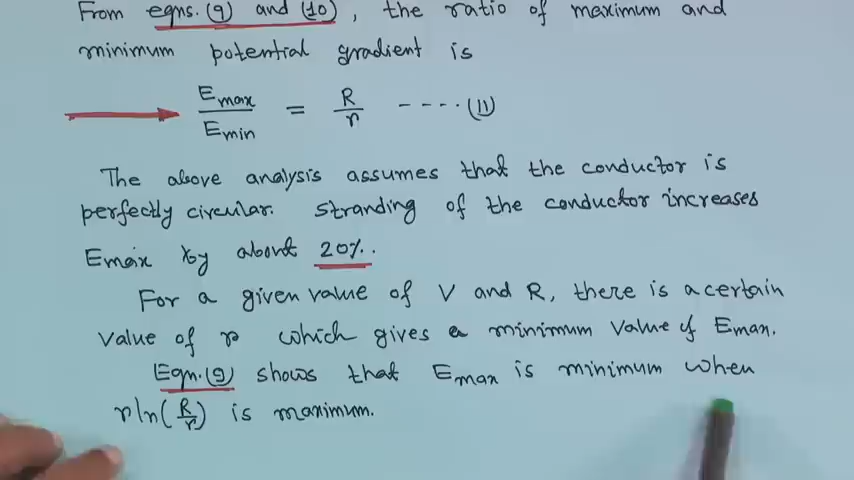 From eqns.(9) and (10), the ratio of maximum and
minimum potential gradient is
Emax/Emin = R/r ----(11)
The above analysis assumes that the conductor is
perfectly circular. Stranding of the conductor increases
Emax by about 20%.
For a given value of V and R, there is a certain
value of r which gives a minimum value of Emax.
Eqn.(9) shows that Emax is minimum when
r ln(R/r) is maximum.